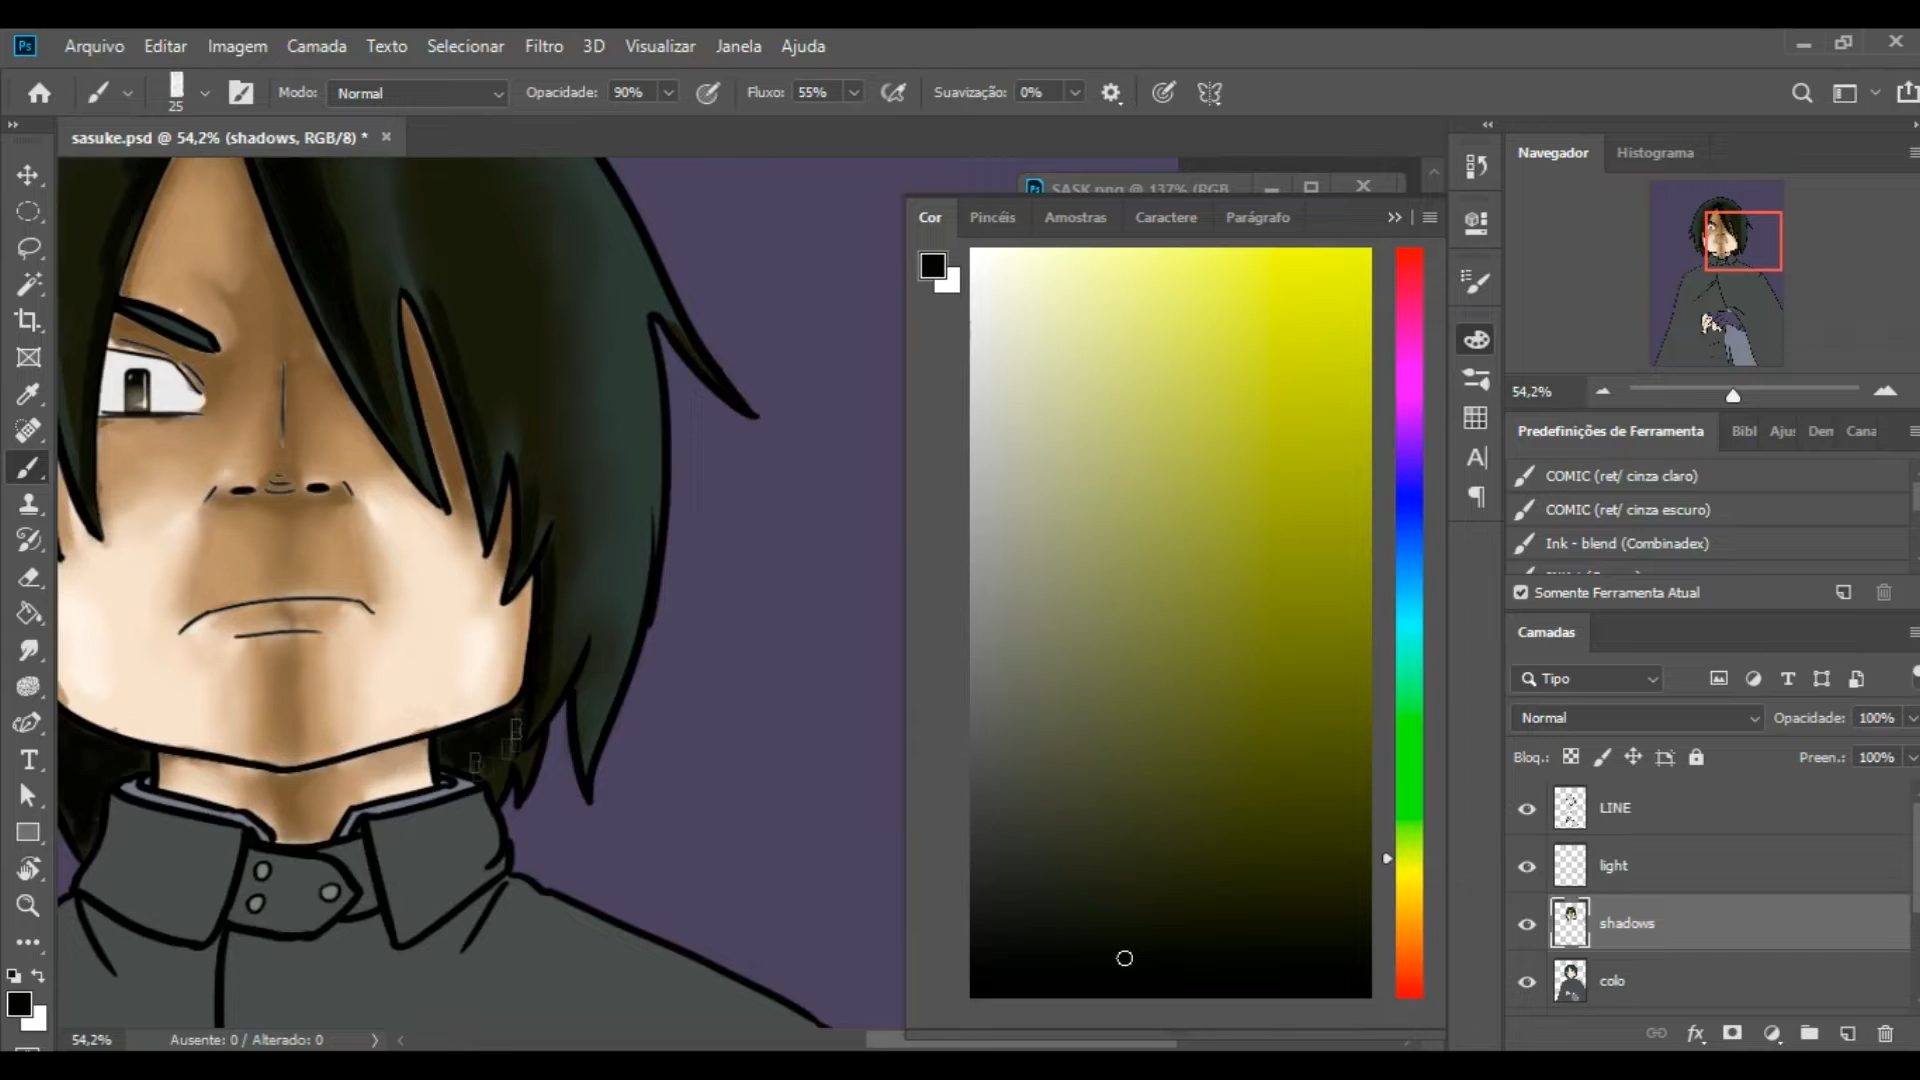 Ps Arquivo Editar Imagem Camada Texto Selecionar Filtro 3D Visualizar Janela Ajuda
25 Modo: Normal Opacidade: 90% Fluxo: 55% Suavização: 0%
sasuke.psd @ 54,2% (shadows, RGB/8) *
Ps SASK.png @ 137% (RGB
Cor Pincéis Amostras Caractere Parágrafo
Navegador Histograma
54,2%
Predefinições de Ferramenta Bibl Ajus Den Cana
COMIC (ret/ cinza claro)
COMIC (ret/ cinza escuro)
Ink - blend (Combinadex)
Somente Ferramenta Atual
Camadas
Tipo
Normal Opacidade: 100%
Bloq.: Preen.: 100%
LINE
light
shadows
colo
54,2% Ausente: 0 / Alterado: 0